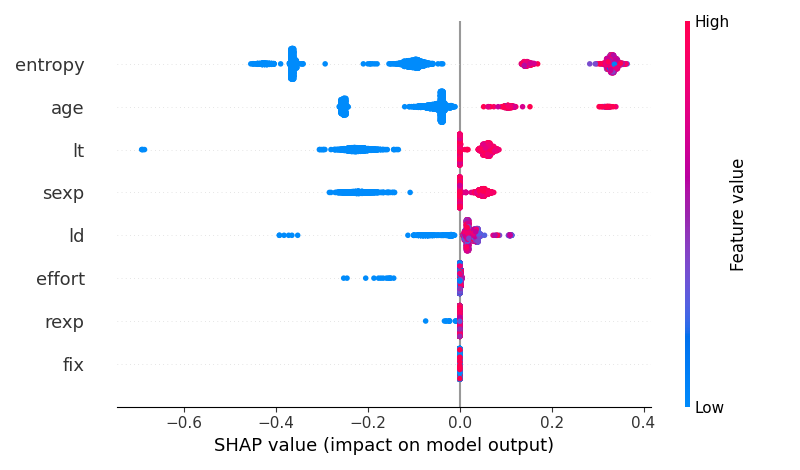 High
entropy
age
lt
sexp
ld
effort
rexp
fix
Feature value
Low
−0.6 −0.4 −0.2 0.0 0.2 0.4
SHAP value (impact on model output)